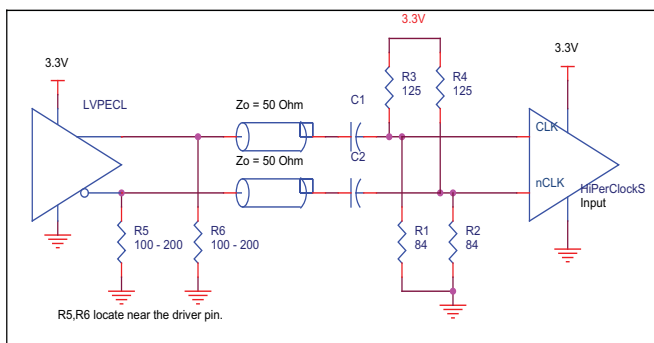 3.3V
3.3V
3.3V
LVPECL
R3
125
R4
125
Zo = 50 Ohm
C1
CLK
Zo = 50 Ohm
C2
nCLK
HiPerClockS
Input
R5
100 - 200
R6
100 - 200
R1
84
R2
84
R5,R6 locate near the driver pin.